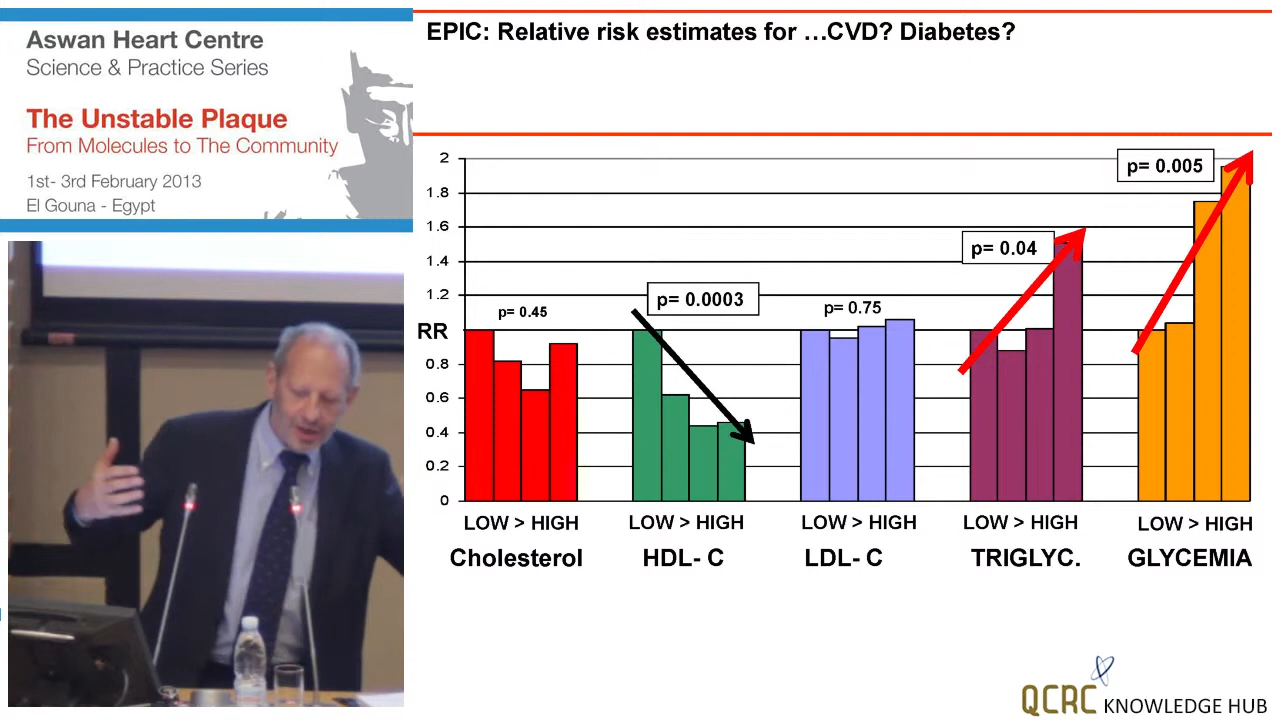 Aswan Heart Centre
Science & Practice Series
The Unstable Plaque
From Molecules to The Community
1st- 3rd February 2013
El Gouna - Egypt
EPIC: Relative risk estimates for …CVD? Diabetes?
2
1.8
1.6
1.4
1.2
RR
0.8
0.6
0.4
0.2
0
p= 0.45
p= 0.0003
p= 0.75
p= 0.04
p= 0.005
LOW > HIGH
LOW > HIGH
LOW > HIGH
LOW > HIGH
LOW > HIGH
Cholesterol
HDL- C
LDL- C
TRIGLYC.
GLYCEMIA
QCRC KNOWLEDGE HUB